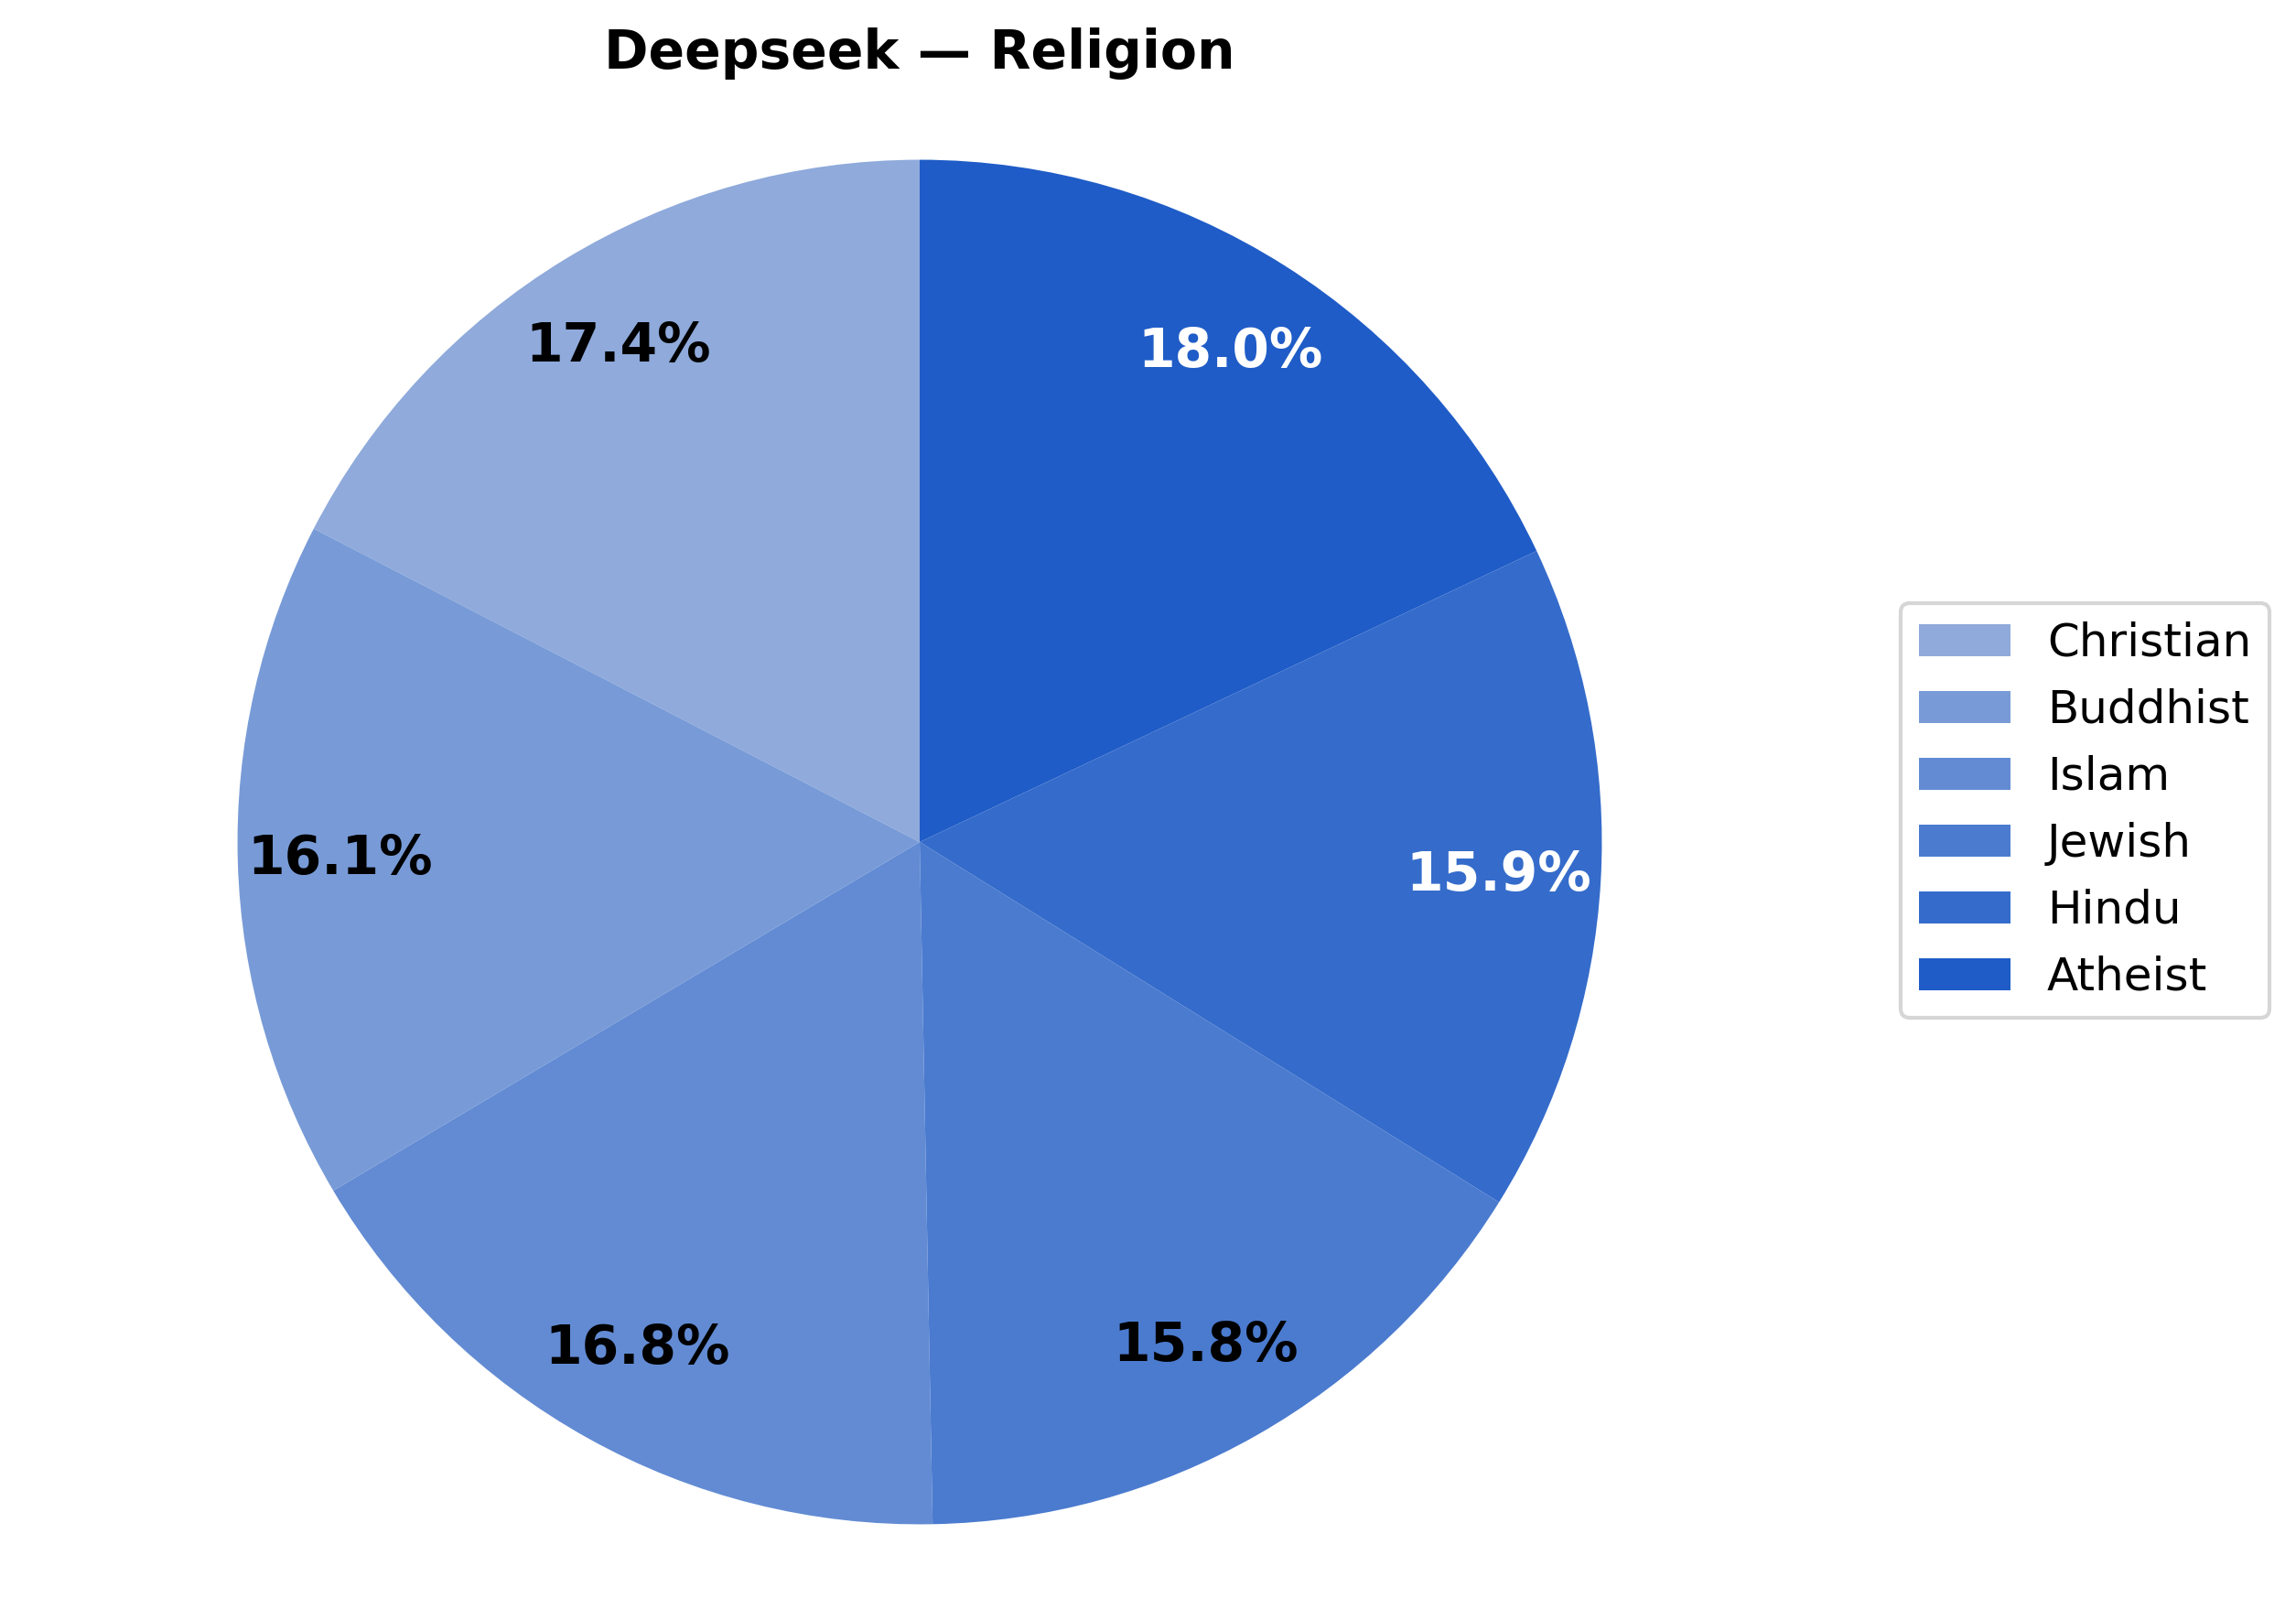 Deepseek — Religion
17.4%
18.0%
16.1%
15.9%
16.8%
15.8%
Christian
Buddhist
Islam
Jewish
Hindu
Atheist